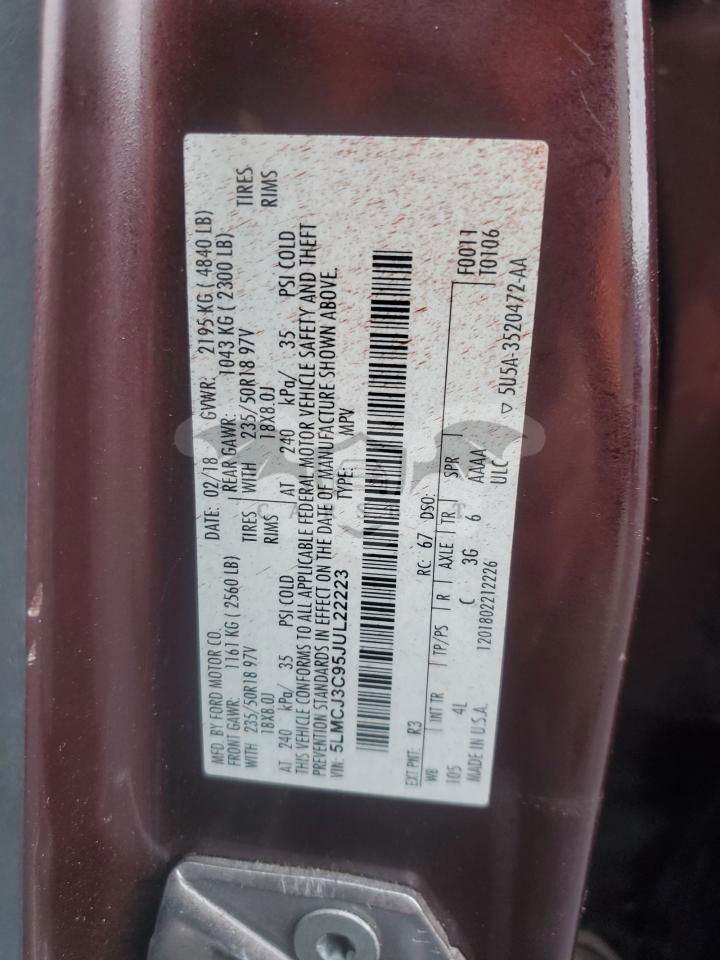 MFD. BY FORD MOTOR CO. DATE: 02/18 GVWR: 2195 KG ( 4840 LB)
FRONT GAWR: 1161 KG ( 2560 LB) REAR GAWR: 1043 KG ( 2300 LB)
WITH 235/50R18 97V TIRES WITH 235/50R18 97V TIRES
18X8.0J RIMS 18X8.0J RIMS
AT 240 kPa/ 35 PSI COLD AT 240 kPa/ 35 PSI COLD
THIS VEHICLE CONFORMS TO ALL APPLICABLE FEDERAL MOTOR VEHICLE SAFETY AND THEFT
PREVENTION STANDARDS IN EFFECT ON THE DATE OF MANUFACTURE SHOWN ABOVE.
VIN: 5LMCJ3C95JUL22223 TYPE: MPV
EXT PNT: R3 RC: 67 DSO: F0011
WB INT TR TP/PS R AXLE TR SPR T0106
105 4L C 3G 6 AAAA
ULC
MADE IN U.S.A. 1201802212226 ▽ 5U5A-3520472-AA